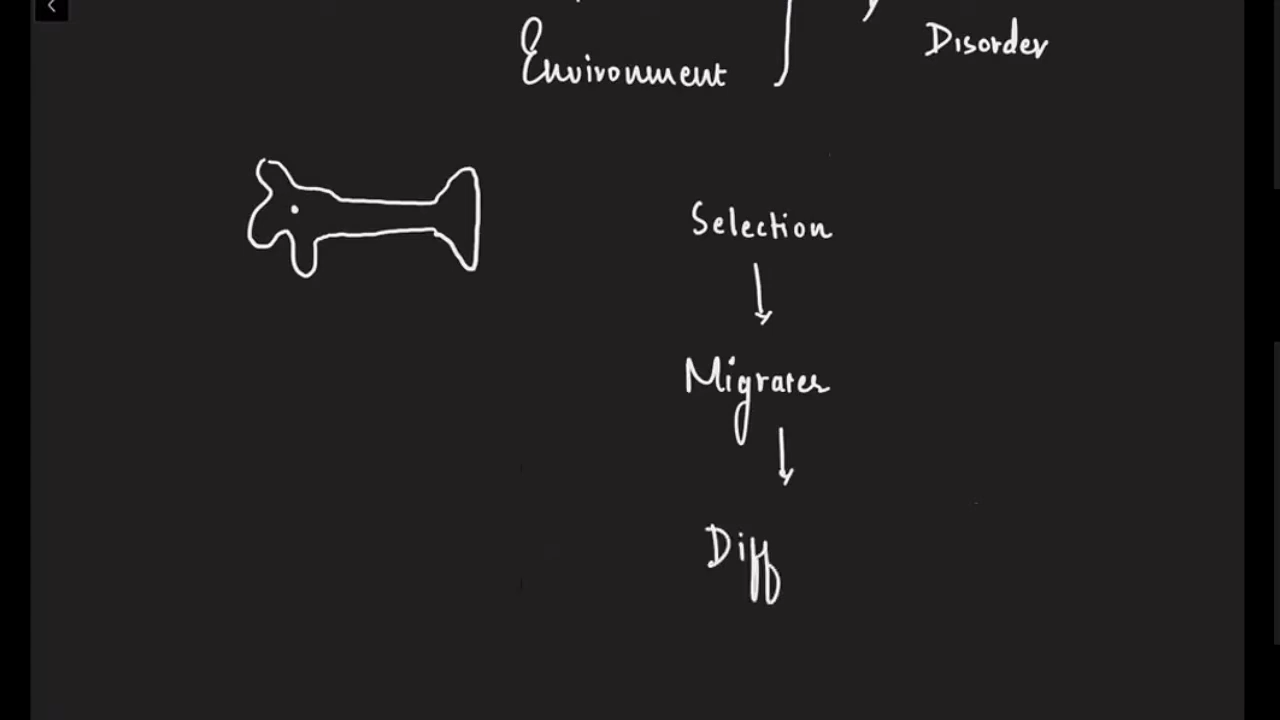 Environment
Disorder
Selection
Migrates
Diff